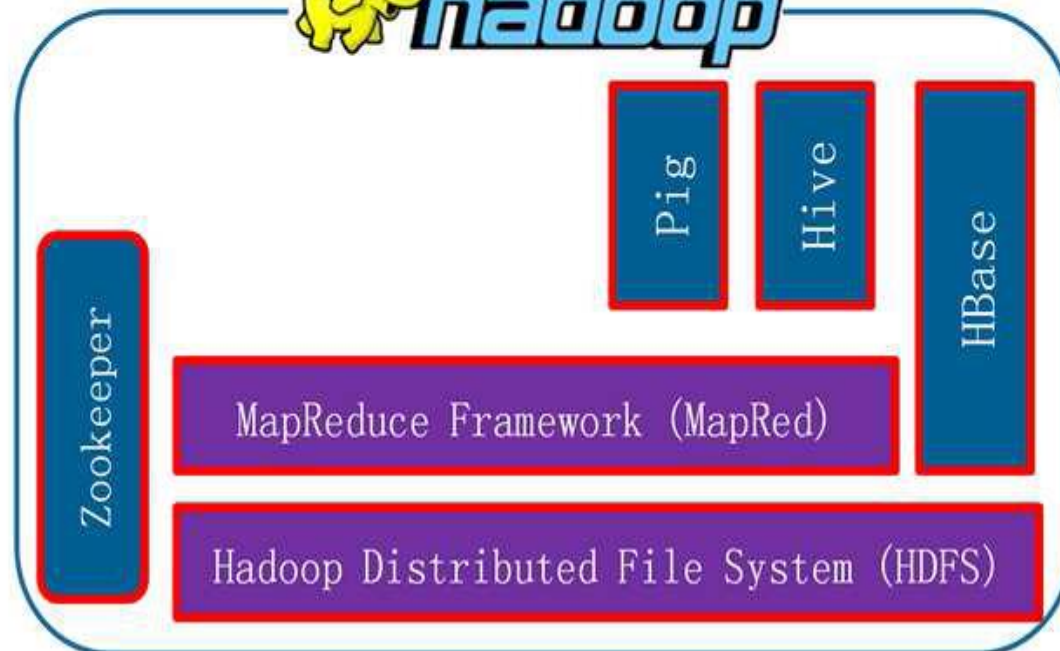 hadoop
Pig
Hive
HBase
Zookeeper
MapReduce Framework (MapRed)
Hadoop Distributed File System (HDFS)